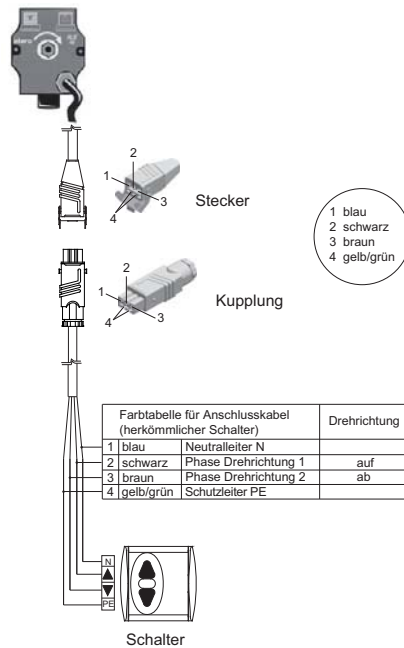 elero
2
1
3
4
Stecker
1 blau
2 schwarz
3 braun
4 gelb/grün
2
1
3
4
Kupplung
Farbtabelle für Anschlusskabel (herkömmlicher Schalter) Drehrichtung
1 blau Neutralleiter N
2 schwarz Phase Drehrichtung 1 auf
3 braun Phase Drehrichtung 2 ab
4 gelb/grün Schutzleiter PE
N
PE
Schalter